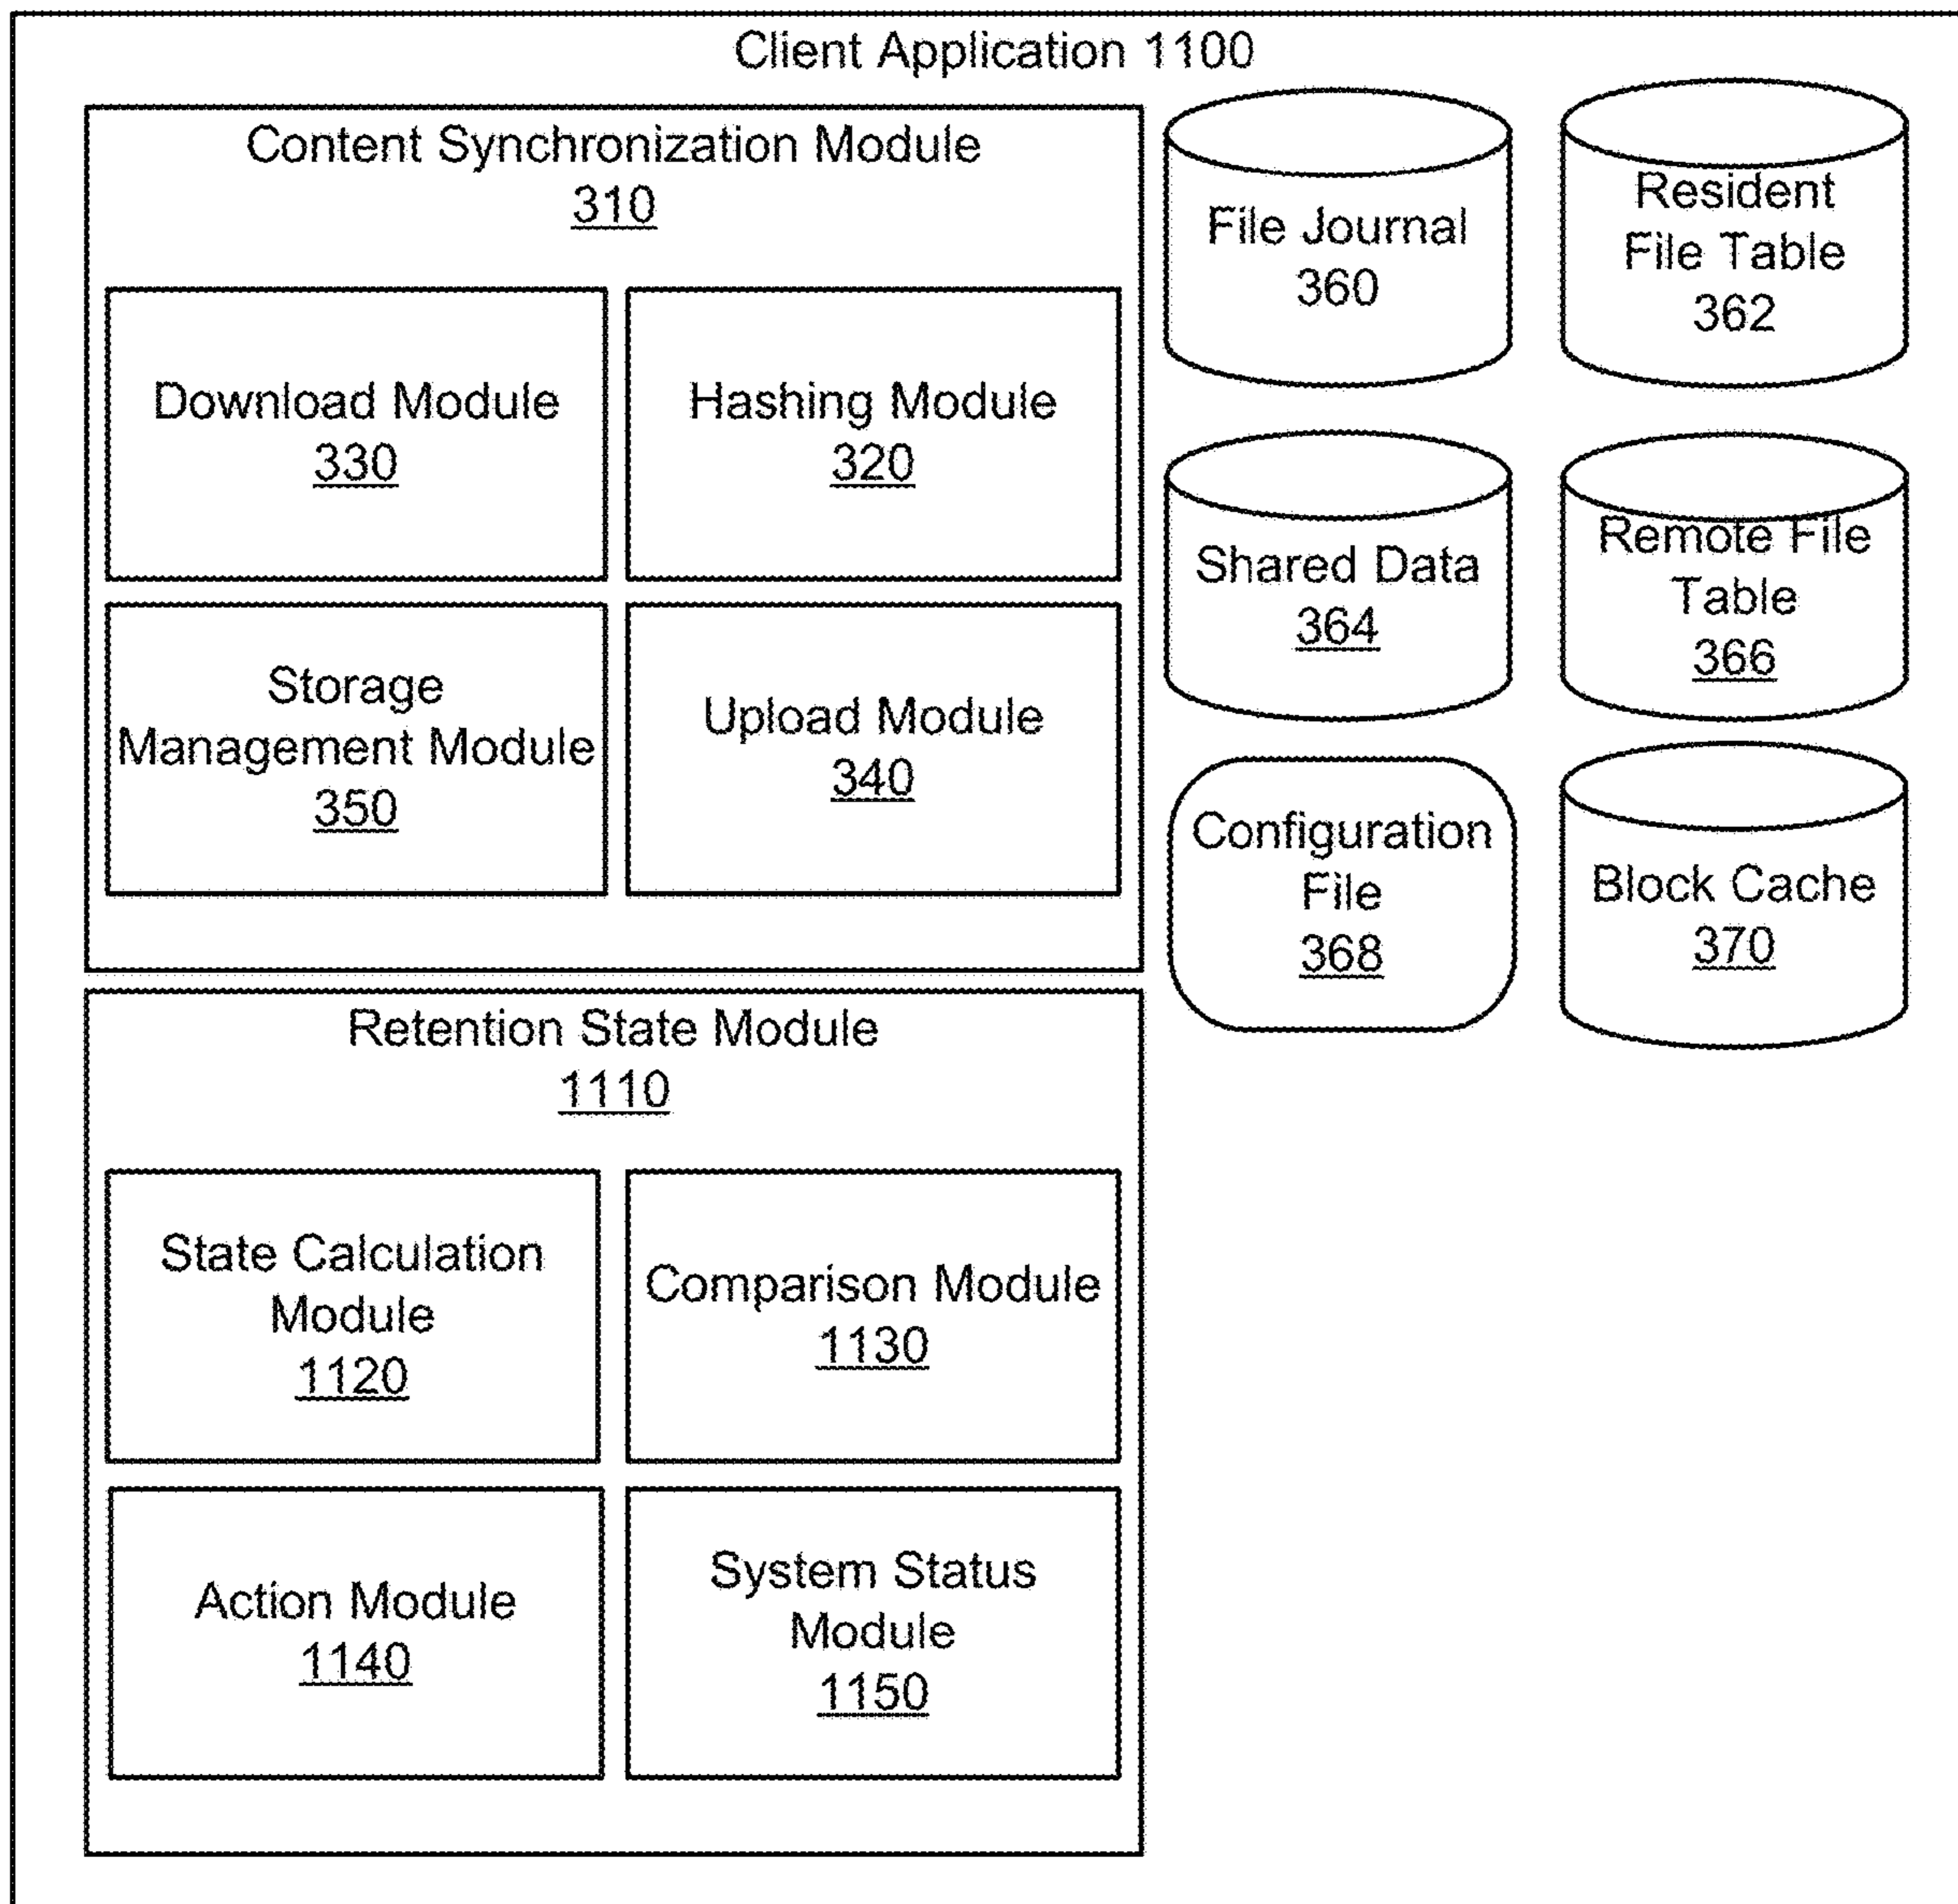 Client Application 1100
Content Synchronization Module
310
Download Module
330
Hashing Module
320
Storage
Management Module
350
Upload Module
340
File Journal
360
Resident
File Table
362
Shared Data
364
Remote File
Table
366
Configuration
File
368
Block Cache
370
Retention State Module
1110
State Calculation
Module
1120
Comparison Module
1130
Action Module
1140
System Status
Module
1150